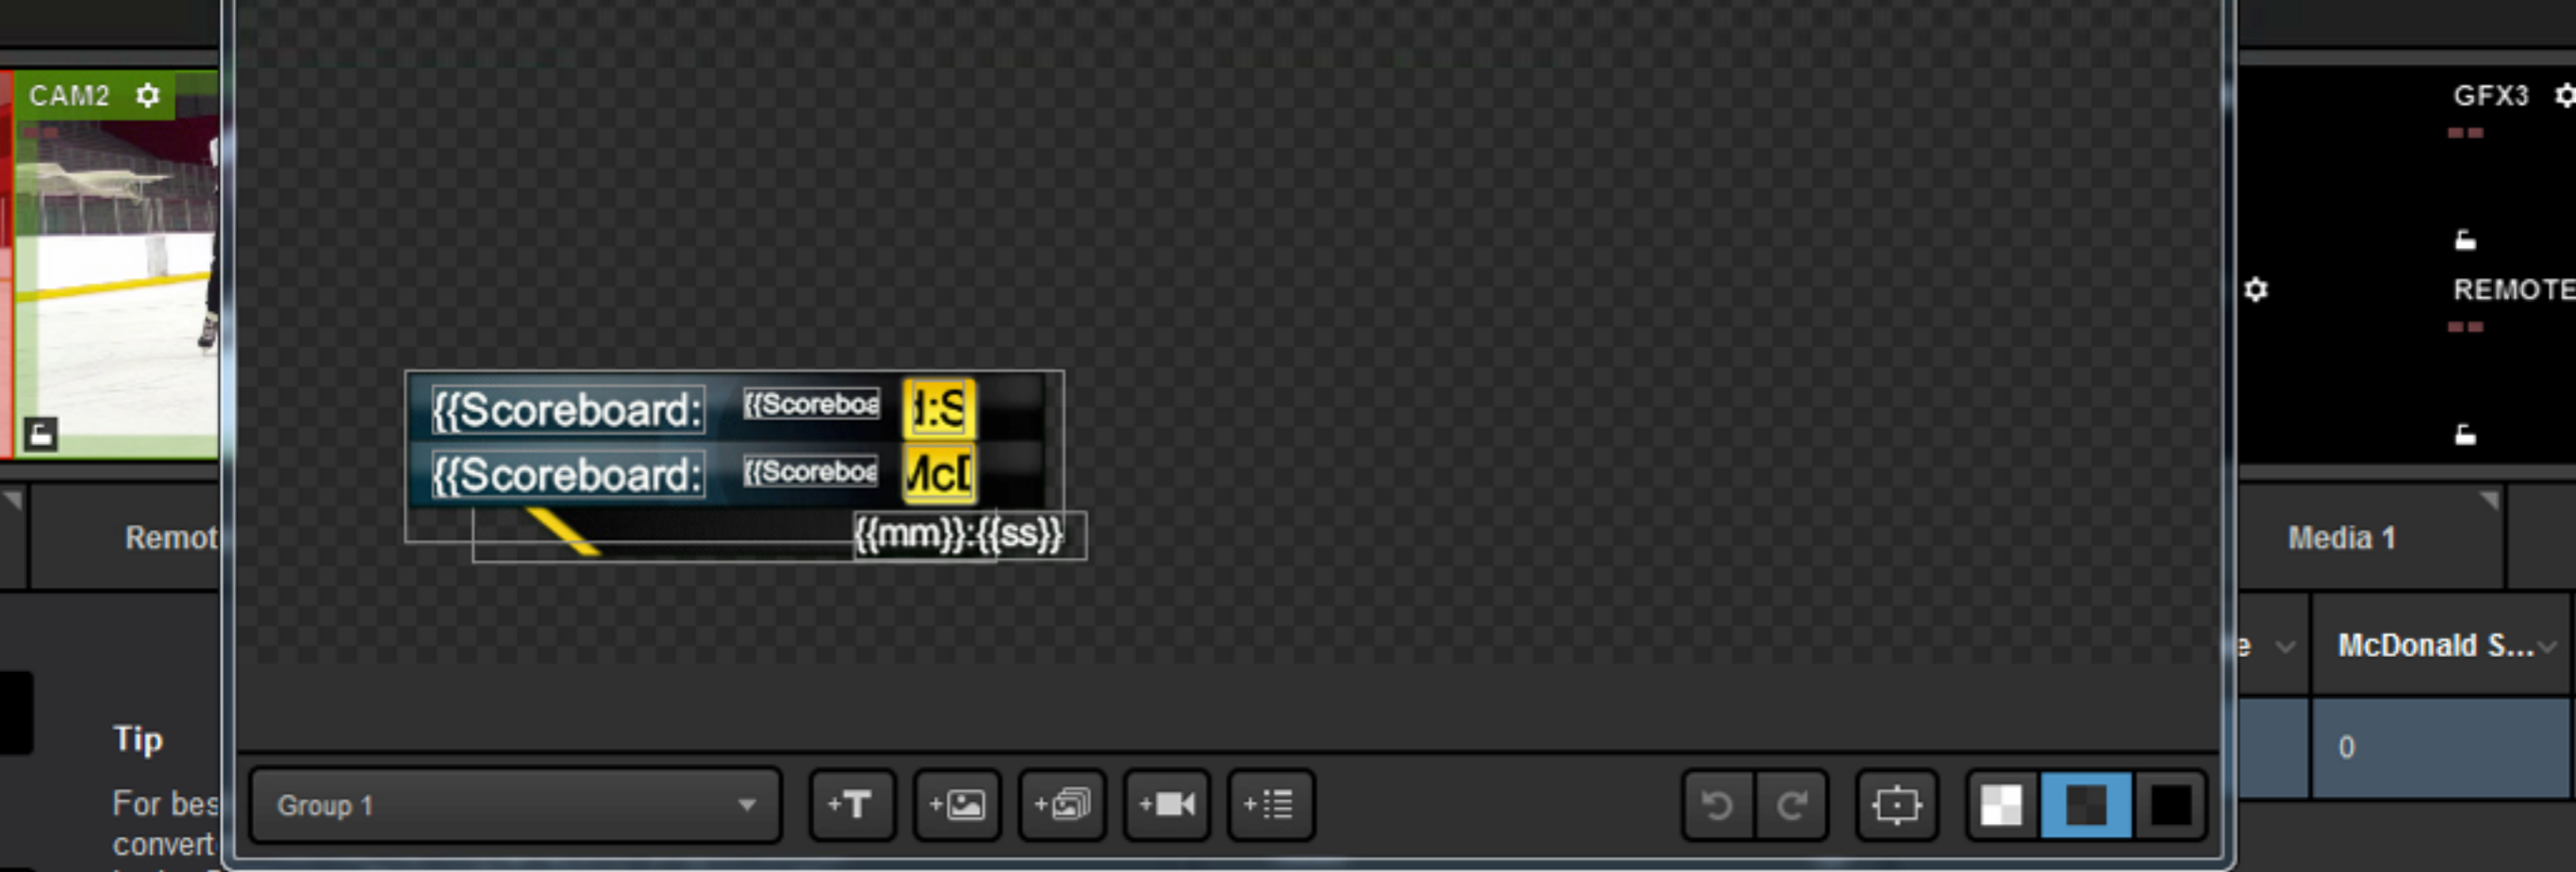 CAM2
GFX3
REMOTE
{{Scoreboard:
{{Scoreboa
d:S
{{Scoreboard:
{{Scoreboa
McD
{{mm}}:{{ss}}
Remot
Media 1
e
McDonald S...
0
Tip
For bes
convert
Group 1
+T